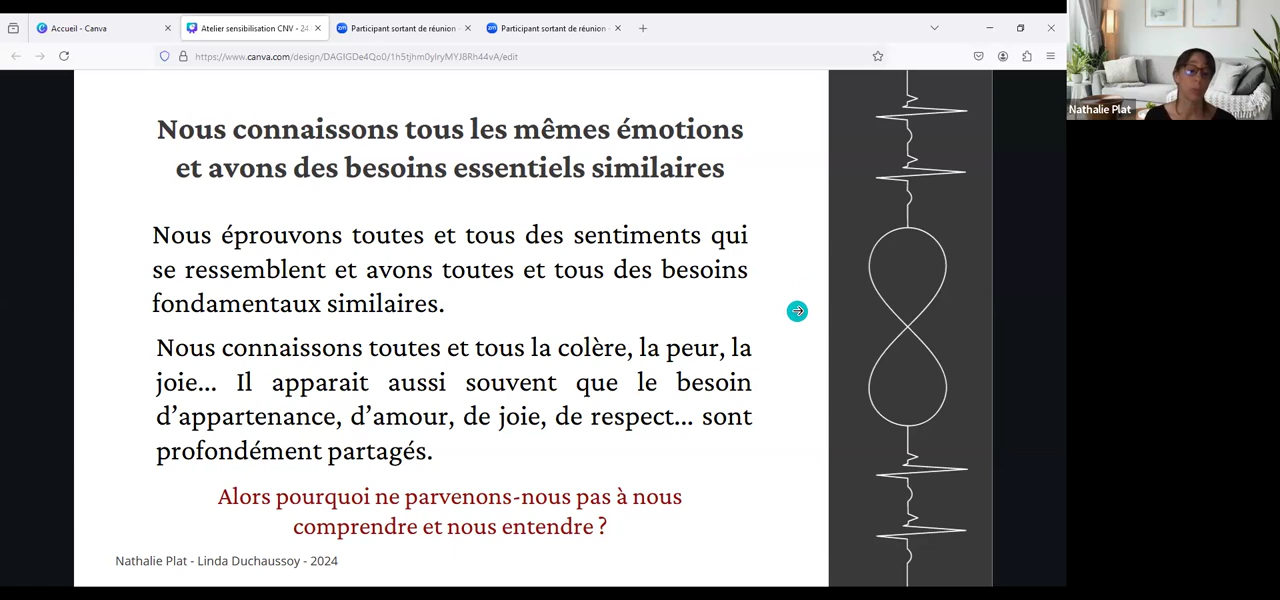 Accueil - Canva
Atelier sensibilisation CNV - 24
Participant sortant de réunion -
Participant sortant de réunion -
https://www.canva.com/design/DAGIGDe4Qo0/1h5tjhm0ylryMYJ8Rh44vA/edit
Nathalie Plat
Nous connaissons tous les mêmes émotions
et avons des besoins essentiels similaires
Nous éprouvons toutes et tous des sentiments qui
se ressemblent et avons toutes et tous des besoins
fondamentaux similaires.
Nous connaissons toutes et tous la colère, la peur, la
joie... Il apparait aussi souvent que le besoin
d’appartenance, d’amour, de joie, de respect... sont
profondément partagés.
Alors pourquoi ne parvenons-nous pas à nous
comprendre et nous entendre ?
Nathalie Plat - Linda Duchaussoy - 2024